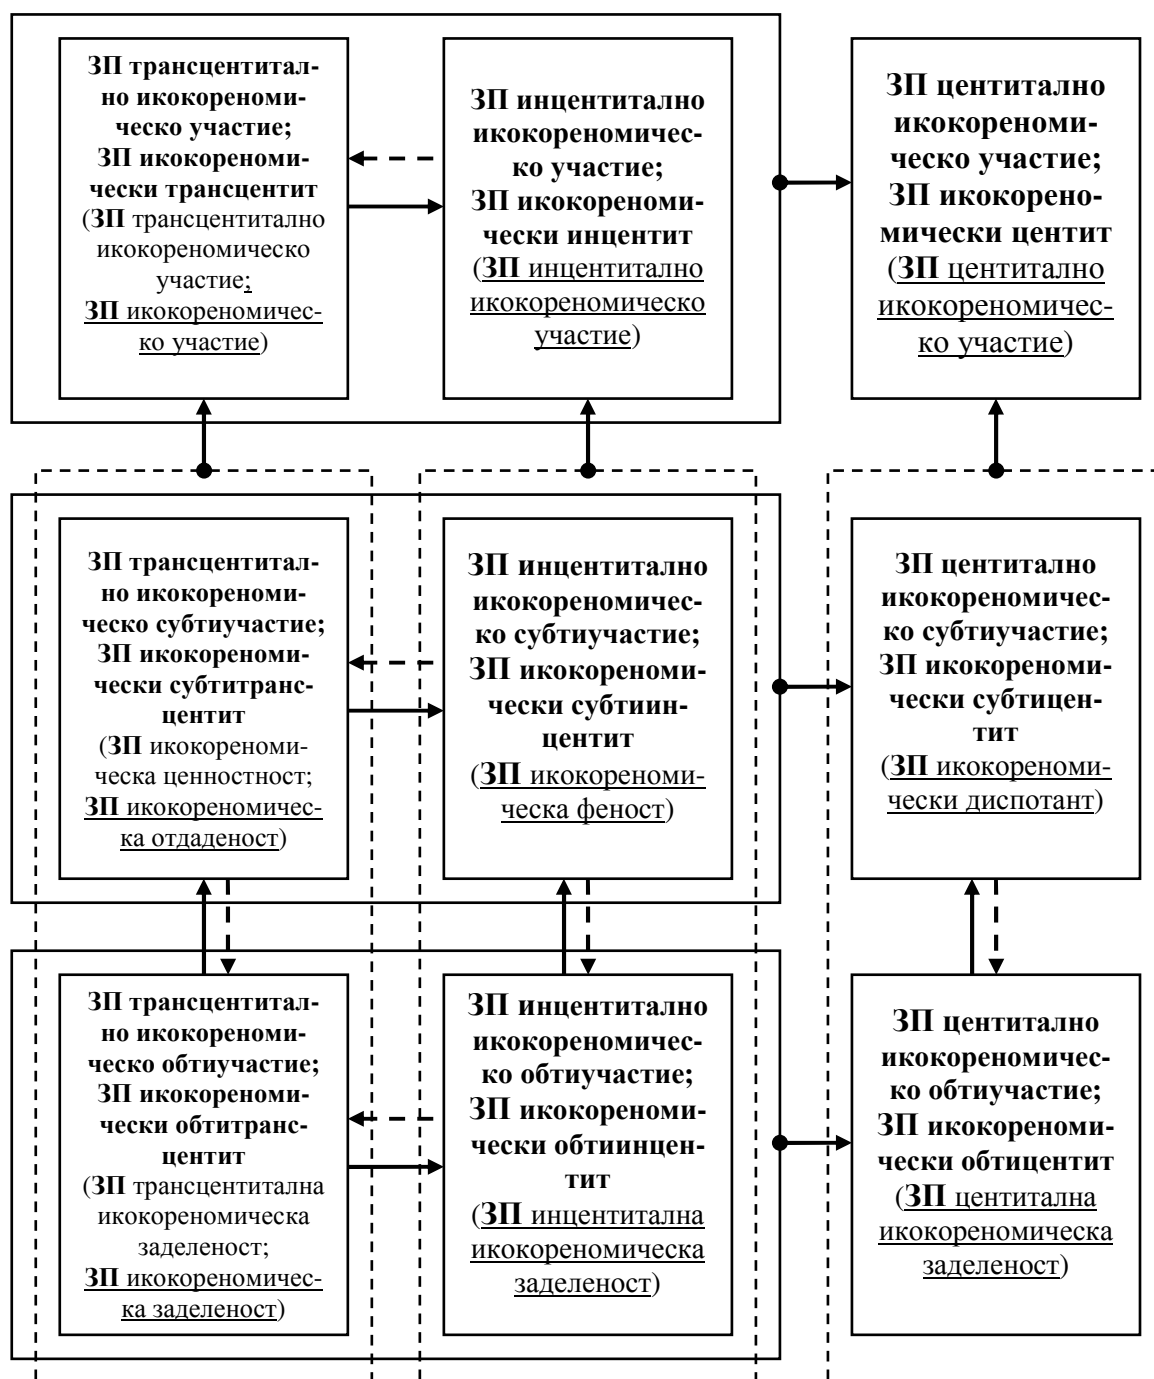 ЗП трансцентитал-
но икокореноми-
ческо участие;
ЗП икокореноми-
чески трансцентит
(ЗП трансцентитално
икокореномическо
участие;
ЗП икокореномичес-
ко участие)
ЗП инцентитално
икокореномичес-
ко участие;
ЗП икокореноми-
чески инцентит
(ЗП инцентитално
икокореномическо
участие)
ЗП центитално
икокореноми-
ческо участие;
ЗП икокорено-
мически центит
(ЗП центитално
икокореномичес-
ко участие)
ЗП трансцентитал-
но икокореноми-
ческо субтиучастие;
ЗП икокореноми-
чески субтитранс-
центит
(ЗП икокореноми-
ческа ценностност;
ЗП икокореномичес-
ка отдаденост)
ЗП инцентитално
икокореномичес-
ко субтиучастие;
ЗП икокореноми-
чески субтиин-
центит
(ЗП икокореноми-
ческа феност)
ЗП центитално
икокореномичес-
ко субтиучастие;
ЗП икокореноми-
чески субтицен-
тит
(ЗП икокореноми-
чески диспотант)
ЗП трансцентитал-
но икокореноми-
ческо обтиучастие;
ЗП икокореноми-
чески обтитранс-
центит
(ЗП трансцентитална
икокореномическа
заделеност;
ЗП икокореномичес-
ка заделеност)
ЗП инцентитално
икокореномичес-
ко обтиучастие;
ЗП икокореноми-
чески обтиинцен-
тит
(ЗП инцентитална
икокореномическа
заделеност)
ЗП центитално
икокореномичес-
ко обтиучастие;
ЗП икокореноми-
чески обтицентит
(ЗП центитална
икокореномическа
заделеност)